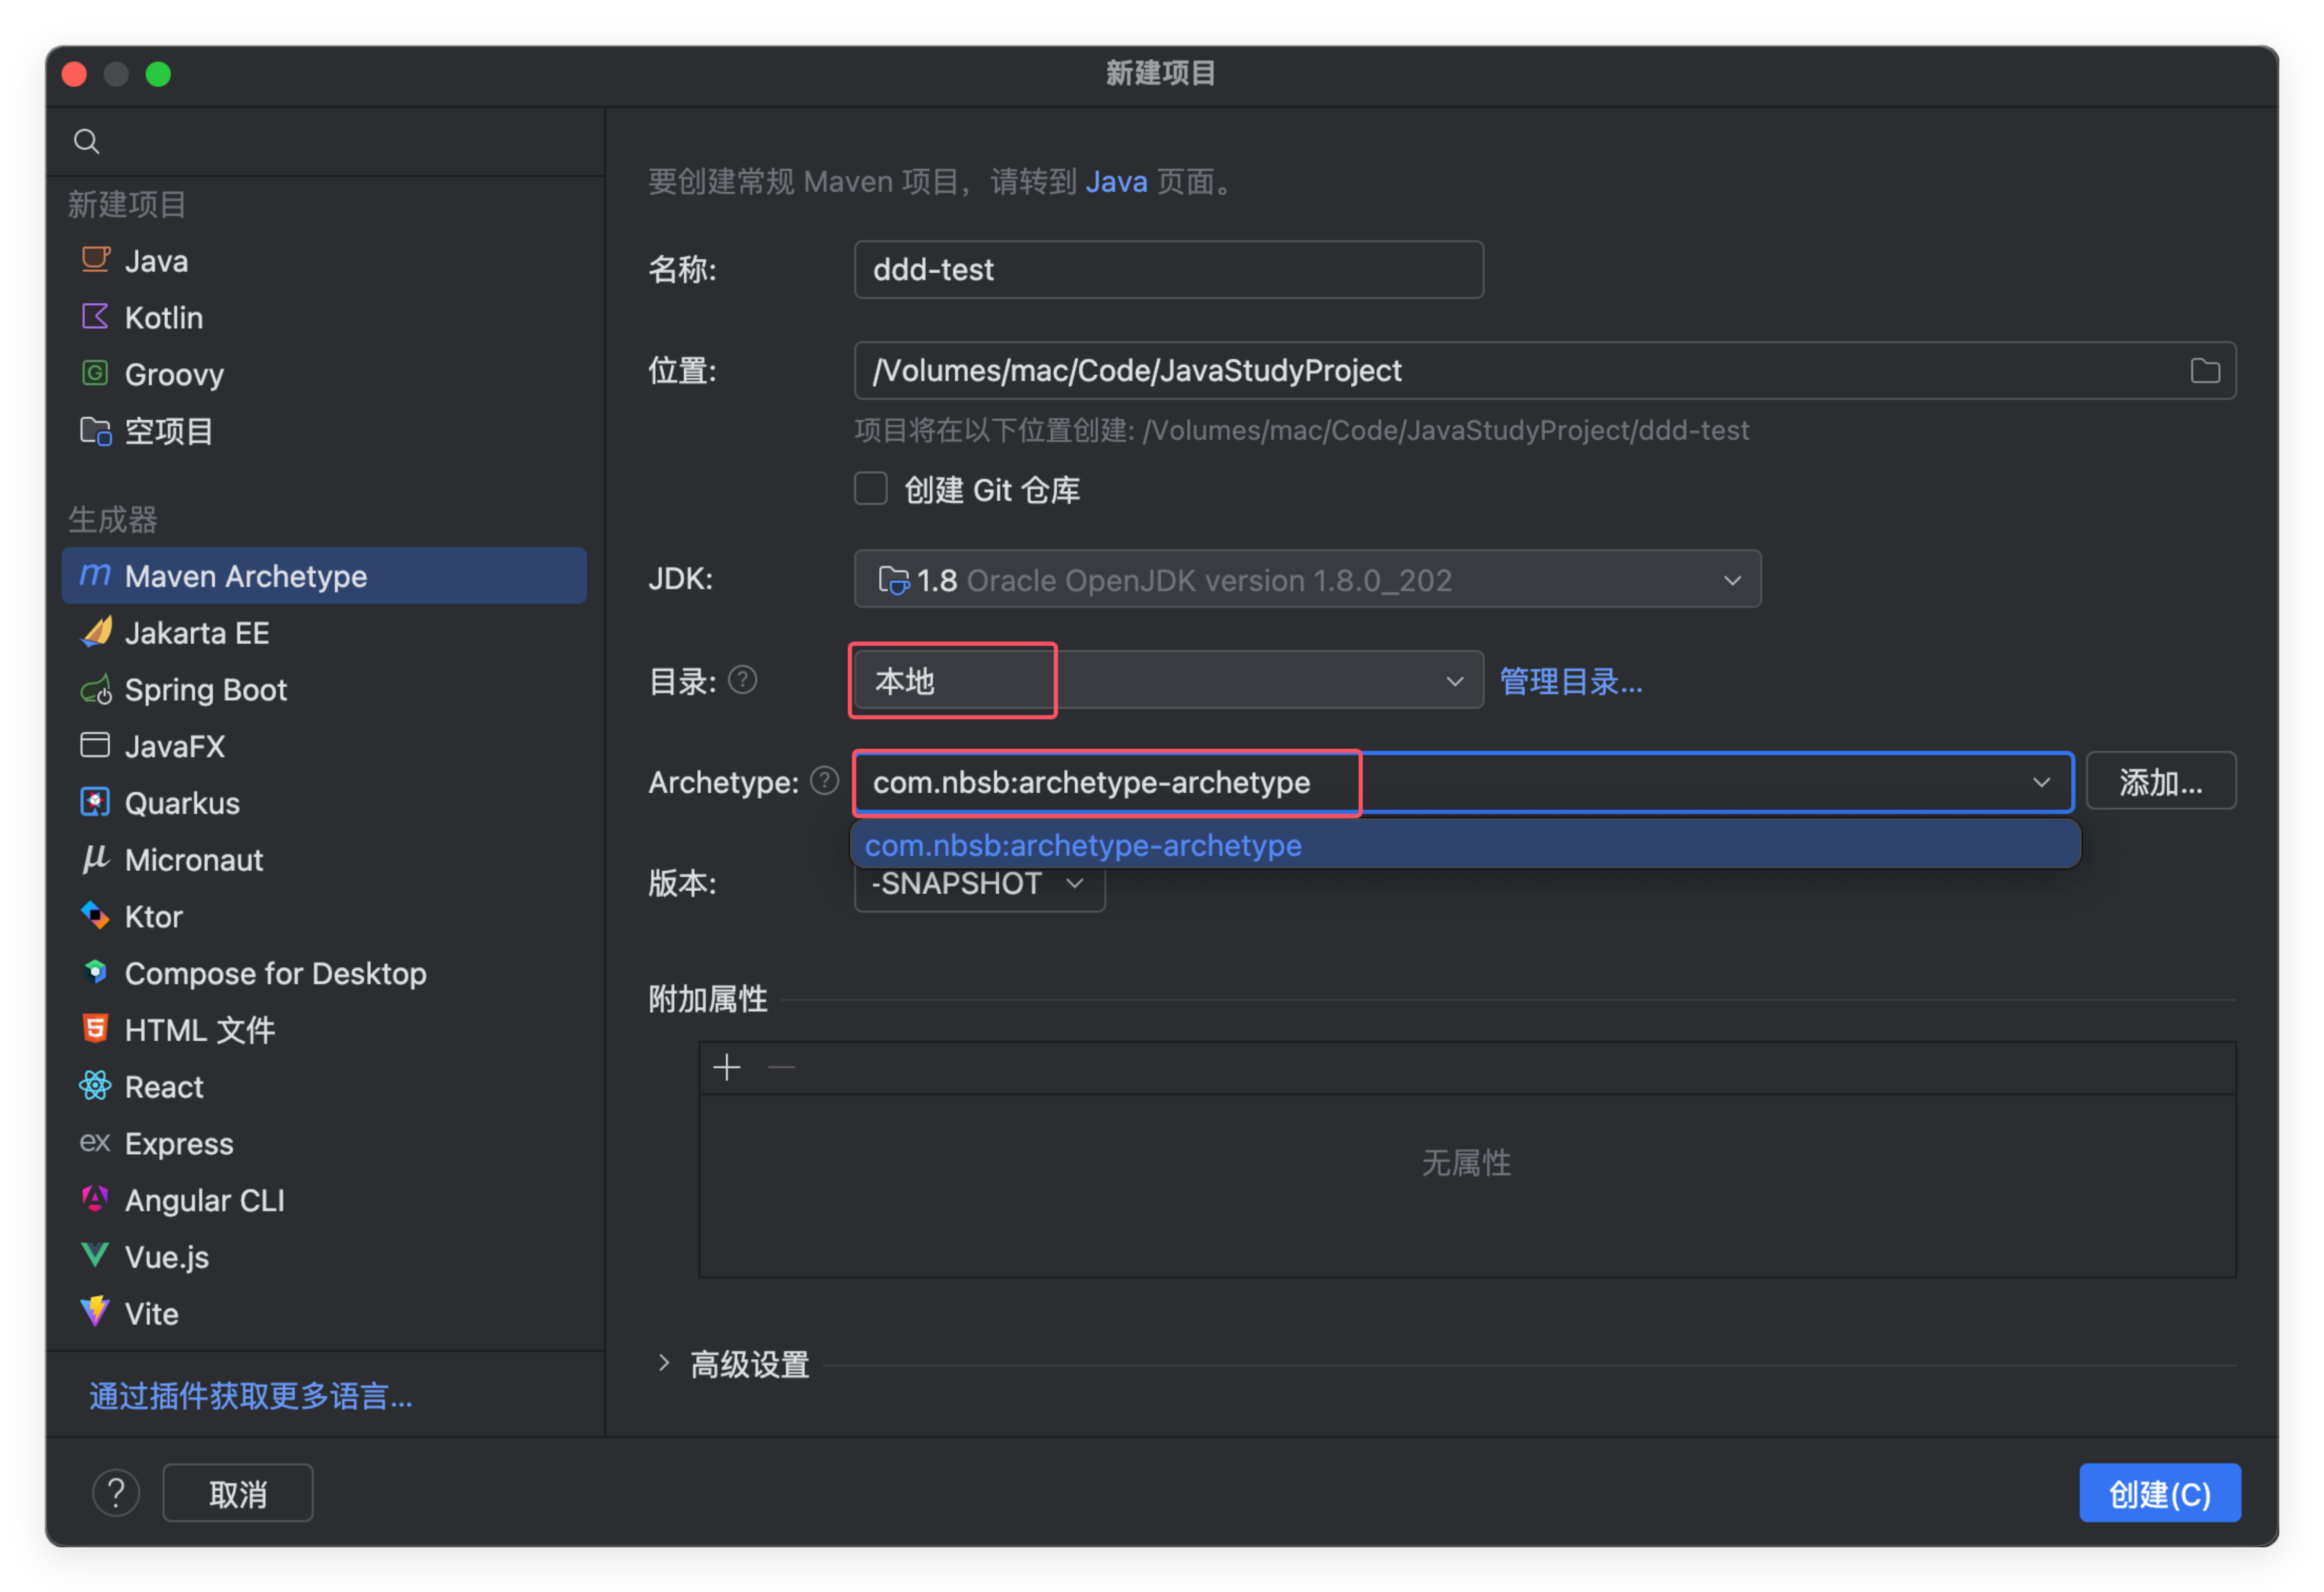 新建项目
新建项目
Java
Kotlin
Groovy
空项目
生成器
Maven Archetype
Jakarta EE
Spring Boot
JavaFX
Quarkus
Micronaut
Ktor
Compose for Desktop
HTML 文件
React
Express
Angular CLI
Vue.js
Vite
通过插件获取更多语言...
要创建常规 Maven 项目，请转到 Java 页面。
名称: ddd-test
位置: /Volumes/mac/Code/JavaStudyProject
项目将在以下位置创建: /Volumes/mac/Code/JavaStudyProject/ddd-test
创建 Git 仓库
JDK: 1.8 Oracle OpenJDK version 1.8.0_202
目录: ? 本地 管理目录...
Archetype: ? com.nbsb:archetype-archetype 添加...
com.nbsb:archetype-archetype
版本: -SNAPSHOT
附加属性
无属性
高级设置
? 取消 创建(C)